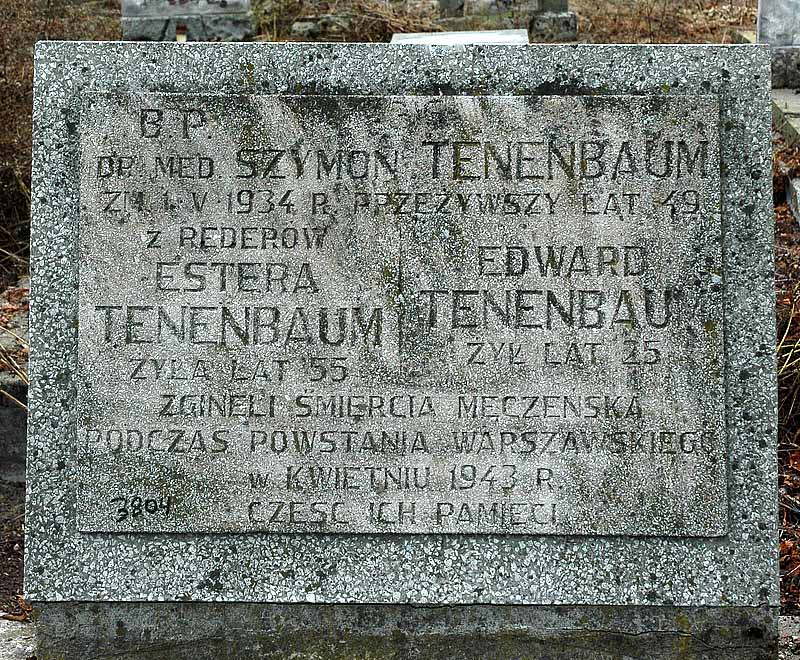 B.P.
DR. MED. SZYMON TENENBAUM
ZM. 1. V 1934 R. PRZEŻYWSZY LAT 49
Z REDERÓW
ESTERA
TENENBAUM
ŻYŁA LAT 55
EDWARD
TENENBAUM
ŻYŁ LAT 25
ZGINĘLI ŚMIERCIĄ MĘCZEŃSKĄ
PODCZAS POWSTANIA WARSZAWSKIEGO
W KWIETNIU 1943 R.
CZEŚĆ ICH PAMIĘCI
3804